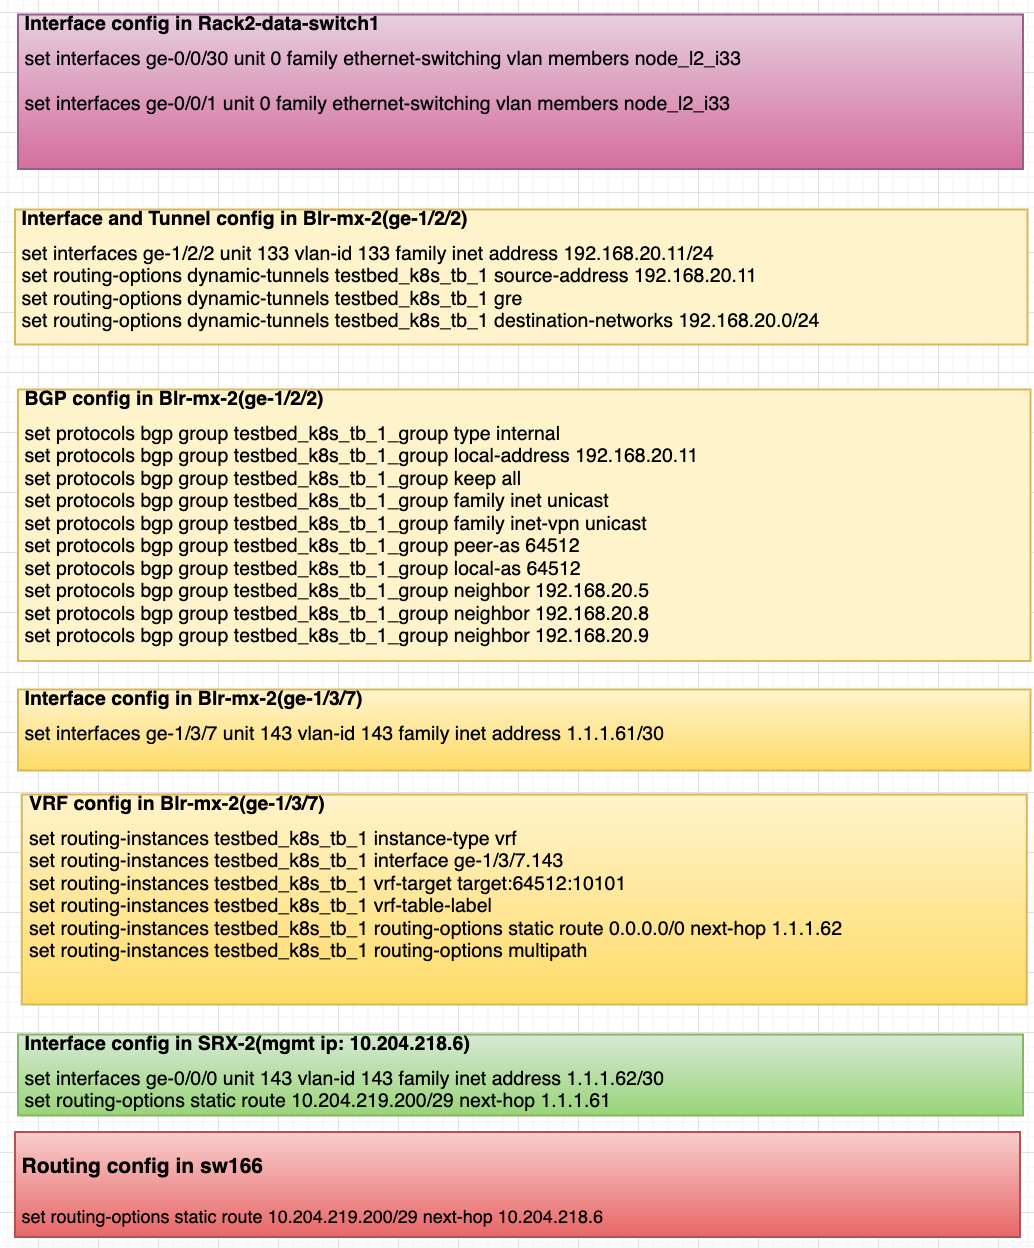 Interface config in Rack2-data-switch1
set interfaces ge-0/0/30 unit 0 family ethernet-switching vlan members node_l2_i33
set interfaces ge-0/0/1 unit 0 family ethernet-switching vlan members node_l2_i33
Interface and Tunnel config in Blr-mx-2(ge-1/2/2)
set interfaces ge-1/2/2 unit 133 vlan-id 133 family inet address 192.168.20.11/24
set routing-options dynamic-tunnels testbed_k8s_tb_1 source-address 192.168.20.11
set routing-options dynamic-tunnels testbed_k8s_tb_1 gre
set routing-options dynamic-tunnels testbed_k8s_tb_1 destination-networks 192.168.20.0/24
BGP config in Blr-mx-2(ge-1/2/2)
set protocols bgp group testbed_k8s_tb_1_group type internal
set protocols bgp group testbed_k8s_tb_1_group local-address 192.168.20.11
set protocols bgp group testbed_k8s_tb_1_group keep all
set protocols bgp group testbed_k8s_tb_1_group family inet unicast
set protocols bgp group testbed_k8s_tb_1_group family inet-vpn unicast
set protocols bgp group testbed_k8s_tb_1_group peer-as 64512
set protocols bgp group testbed_k8s_tb_1_group local-as 64512
set protocols bgp group testbed_k8s_tb_1_group neighbor 192.168.20.5
set protocols bgp group testbed_k8s_tb_1_group neighbor 192.168.20.8
set protocols bgp group testbed_k8s_tb_1_group neighbor 192.168.20.9
Interface config in Blr-mx-2(ge-1/3/7)
set interfaces ge-1/3/7 unit 143 vlan-id 143 family inet address 1.1.1.61/30
VRF config in Blr-mx-2(ge-1/3/7)
set routing-instances testbed_k8s_tb_1 instance-type vrf
set routing-instances testbed_k8s_tb_1 interface ge-1/3/7.143
set routing-instances testbed_k8s_tb_1 vrf-target target:64512:10101
set routing-instances testbed_k8s_tb_1 vrf-table-label
set routing-instances testbed_k8s_tb_1 routing-options static route 0.0.0.0/0 next-hop 1.1.1.62
set routing-instances testbed_k8s_tb_1 routing-options multipath
Interface config in SRX-2(mgmt ip: 10.204.218.6)
set interfaces ge-0/0/0 unit 143 vlan-id 143 family inet address 1.1.1.62/30
set routing-options static route 10.204.219.200/29 next-hop 1.1.1.61
Routing config in sw166
set routing-options static route 10.204.219.200/29 next-hop 10.204.218.6